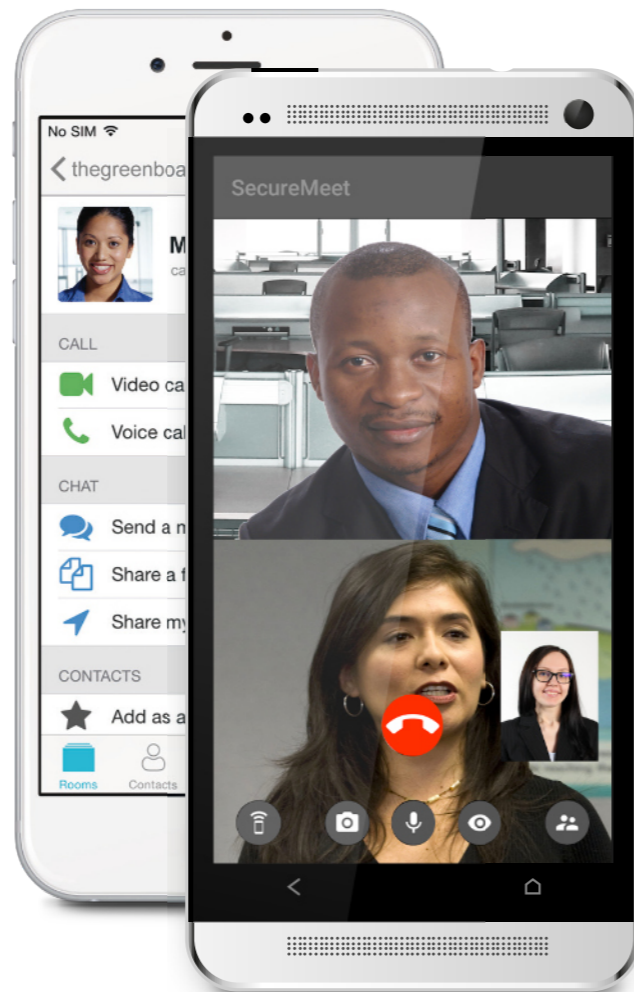 No SIM
thegreenboa
SecureMeet
M
ca
CALL
Video ca
Voice cal
CHAT
Send a m
Share a f
Share my
CONTACTS
Add as a
Rooms
Contacts